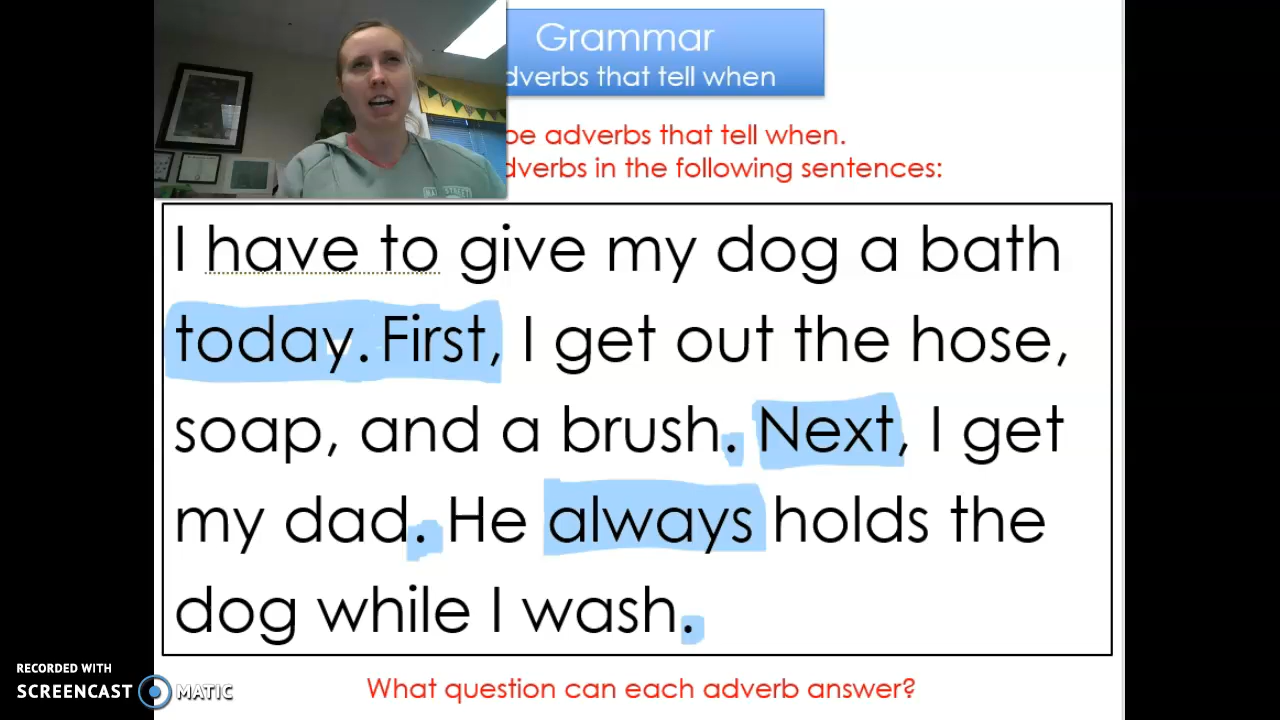 Grammar
dverbs that tell when
be adverbs that tell when.
dverbs in the following sentences:
I have to give my dog a bath
today. First, I get out the hose,
soap, and a brush. Next, I get
my dad. He always holds the
dog while I wash.
What question can each adverb answer?
RECORDED WITH
SCREENCAST MATIC